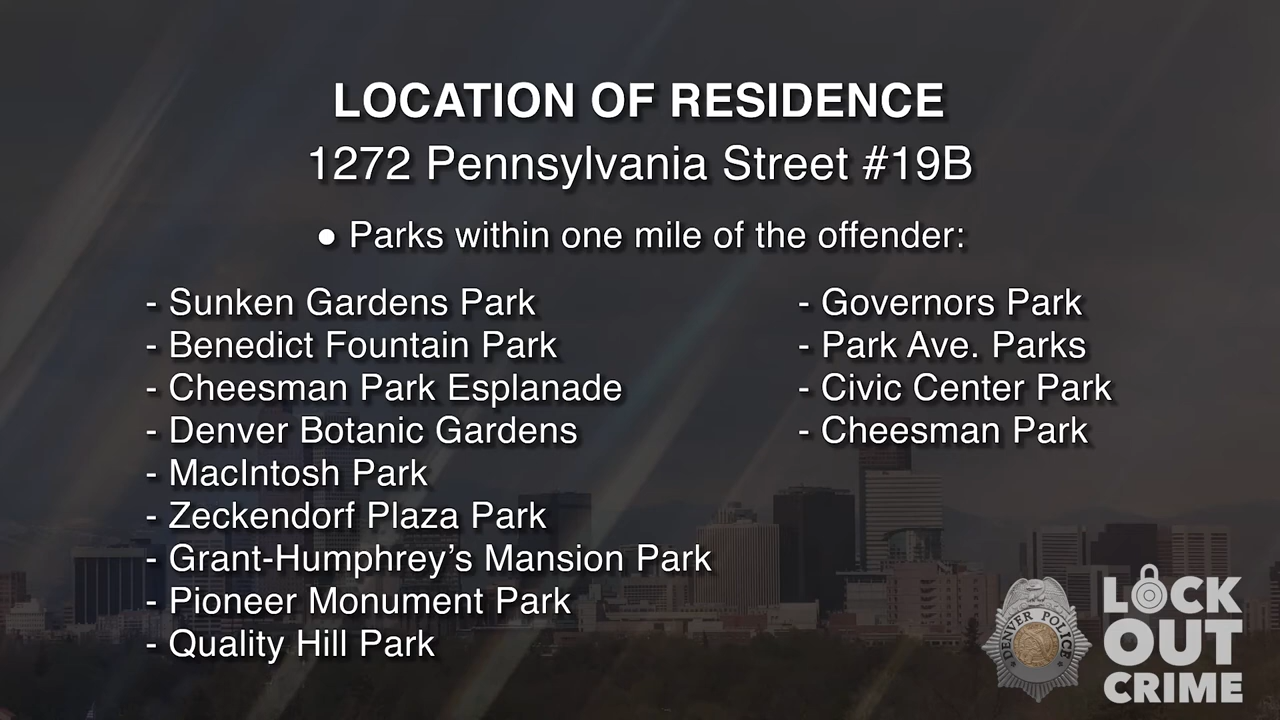 LOCATION OF RESIDENCE
1272 Pennsylvania Street #19B
● Parks within one mile of the offender:
- Sunken Gardens Park
- Benedict Fountain Park
- Cheesman Park Esplanade
- Denver Botanic Gardens
- MacIntosh Park
- Zeckendorf Plaza Park
- Grant-Humphrey’s Mansion Park
- Pioneer Monument Park
- Quality Hill Park
- Governors Park
- Park Ave. Parks
- Civic Center Park
- Cheesman Park
DENVER POLICE
LOCK
OUT
CRIME